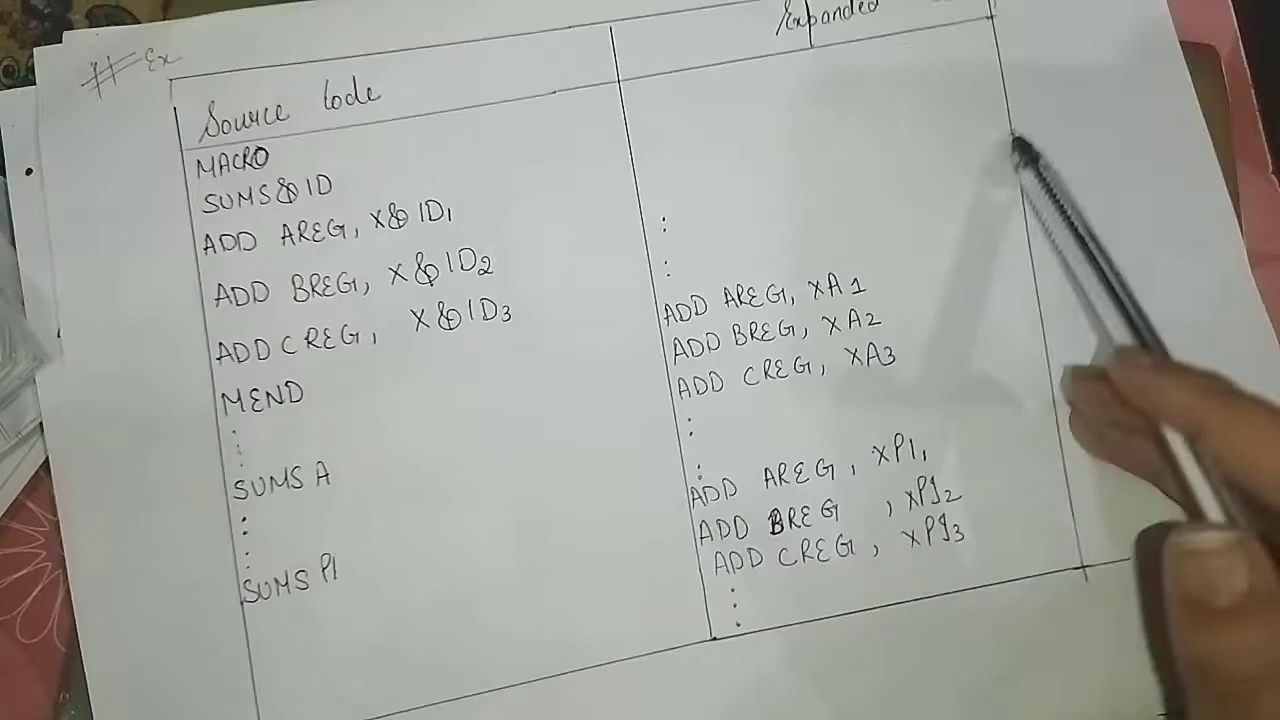 # Ex
Source Code
Expanded
MACRO
SUMS & ID
ADD AREG, X & ID1
ADD BREG, X & ID2
ADD CREG, X & ID3
MEND
:
:
SUMS A
:
:
SUMS P1
:
:
ADD AREG, XA1
ADD BREG, XA2
ADD CREG, XA3
:
:
ADD AREG, XP1,
ADD BREG , XP12
ADD CREG, XP13
:
: